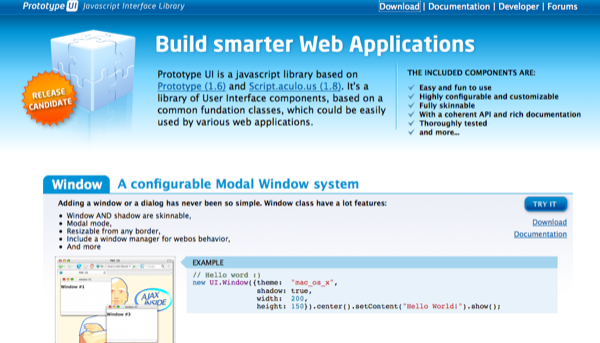 Prototype UI Javascript Interface Library
Download | Documentation | Developer | Forums
Build smarter Web Applications
RELEASE
CANDIDATE
Prototype UI is a javascript library based on
Prototype (1.6) and Script.aculo.us (1.8). It's a
library of User Interface components, based on a
common fundation classes, which could be easily
used by various web applications.
THE INCLUDED COMPONENTS ARE:
Easy and fun to use
Highly configurable and customizable
Fully skinnable
With a coherent API and rich documentation
Thoroughly tested
and more...
Window A configurable Modal Window system
Adding a window or a dialog has never been so simple. Window class have a lot features:
• Window AND shadow are skinnable,
• Modal mode,
• Resizable from any border,
• Include a window manager for webos behavior,
• And more
TRY IT
Download
Documentation
Window #1
AJAX
INSIDE
Window #3
EXAMPLE
// Hello word :)
new UI.Window({theme: "mac_os_x",
shadow: true,
width: 200,
height: 150}).center().setContent("Hello World!").show();